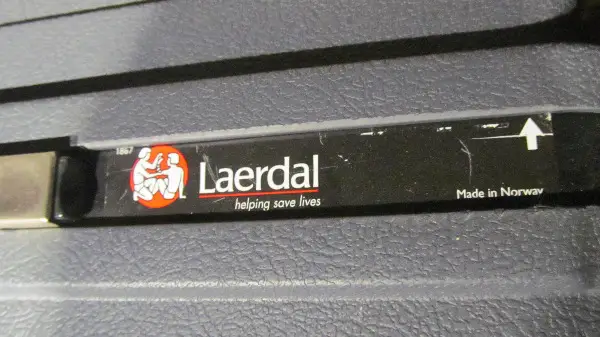 1867
Laerdal
helping save lives
Made in Norway